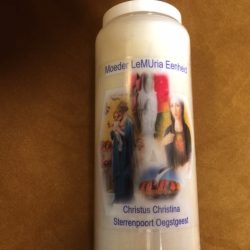 Moeder LeMUria Eenheid
Christus Christina
Sterrenpoort Oegstgeest